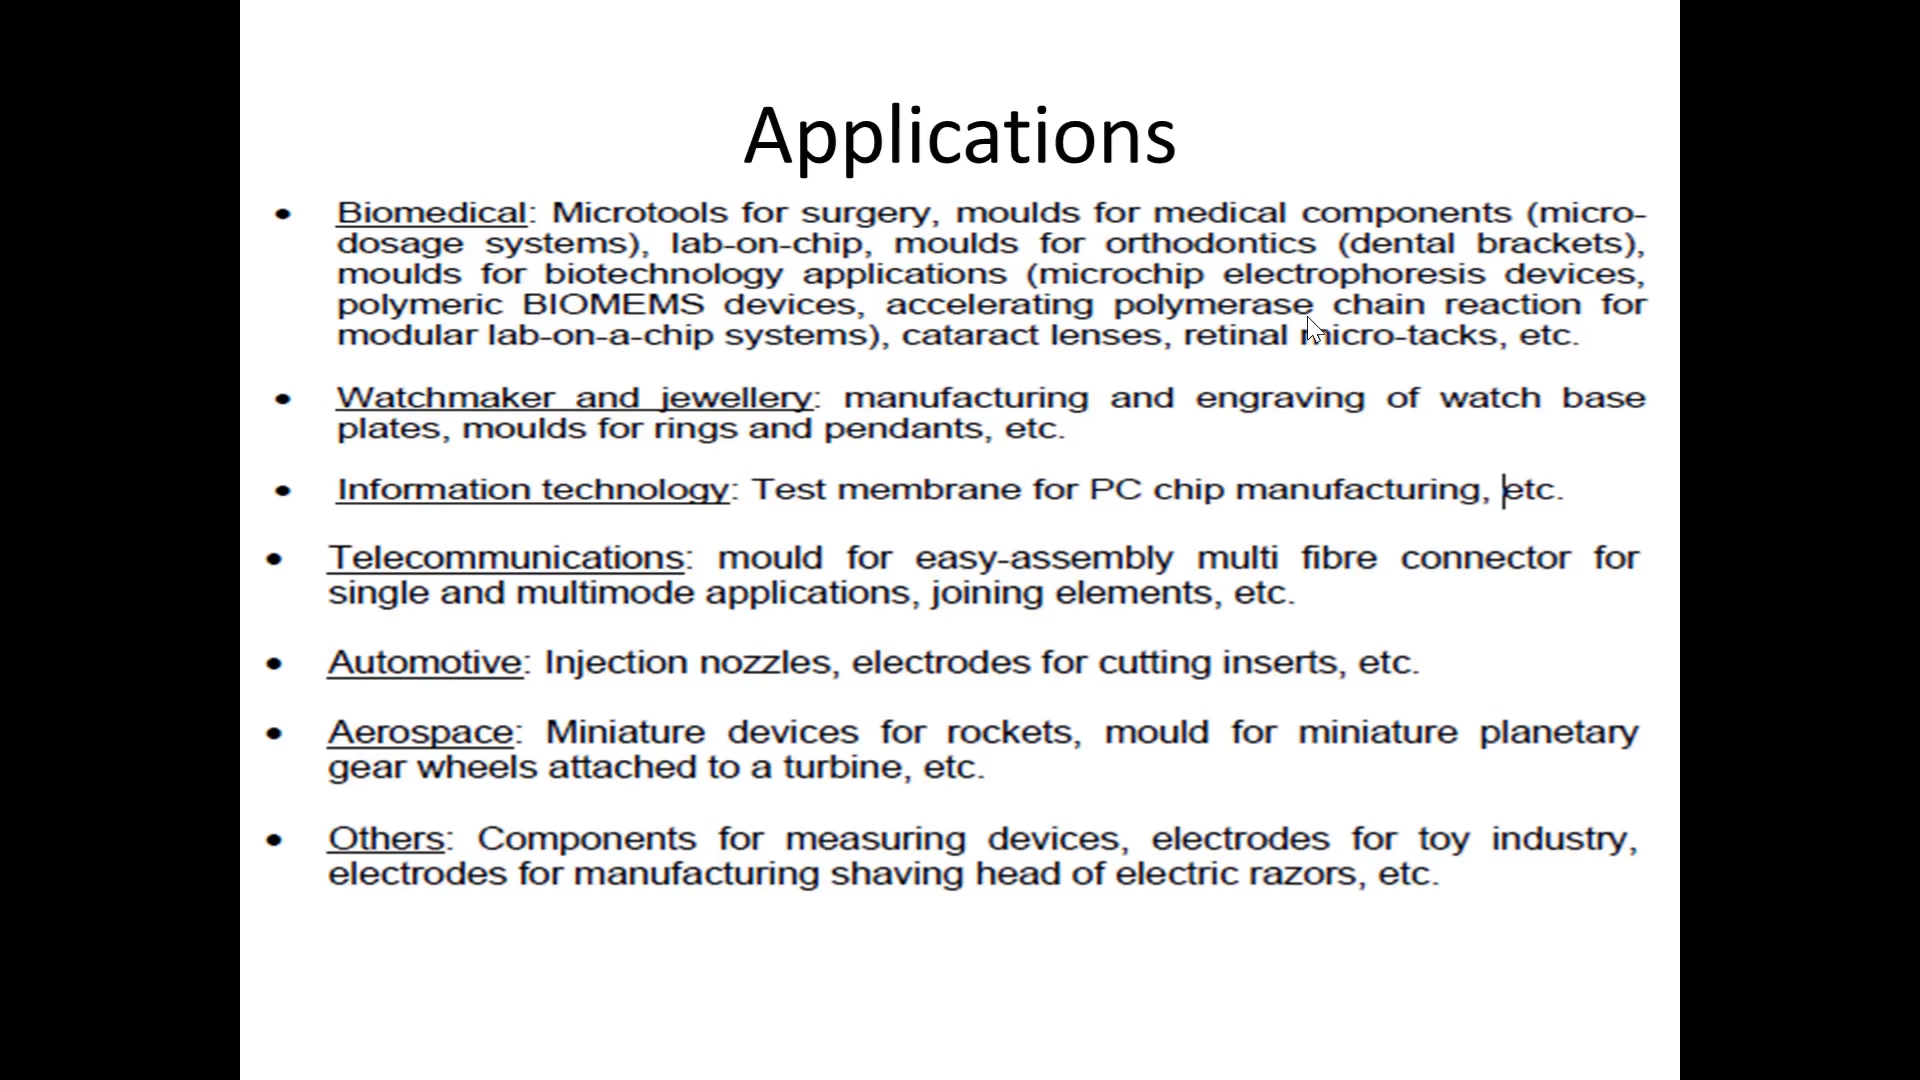 Applications
• Biomedical: Microtools for surgery, moulds for medical components (micro-
dosage systems), lab-on-chip, moulds for orthodontics (dental brackets),
moulds for biotechnology applications (microchip electrophoresis devices,
polymeric BIOMEMS devices, accelerating polymerase chain reaction for
modular lab-on-a-chip systems), cataract lenses, retinal micro-tacks, etc.
• Watchmaker and jewellery: manufacturing and engraving of watch base
plates, moulds for rings and pendants, etc.
• Information technology: Test membrane for PC chip manufacturing, etc.
• Telecommunications: mould for easy-assembly multi fibre connector for
single and multimode applications, joining elements, etc.
• Automotive: Injection nozzles, electrodes for cutting inserts, etc.
• Aerospace: Miniature devices for rockets, mould for miniature planetary
gear wheels attached to a turbine, etc.
• Others: Components for measuring devices, electrodes for toy industry,
electrodes for manufacturing shaving head of electric razors, etc.